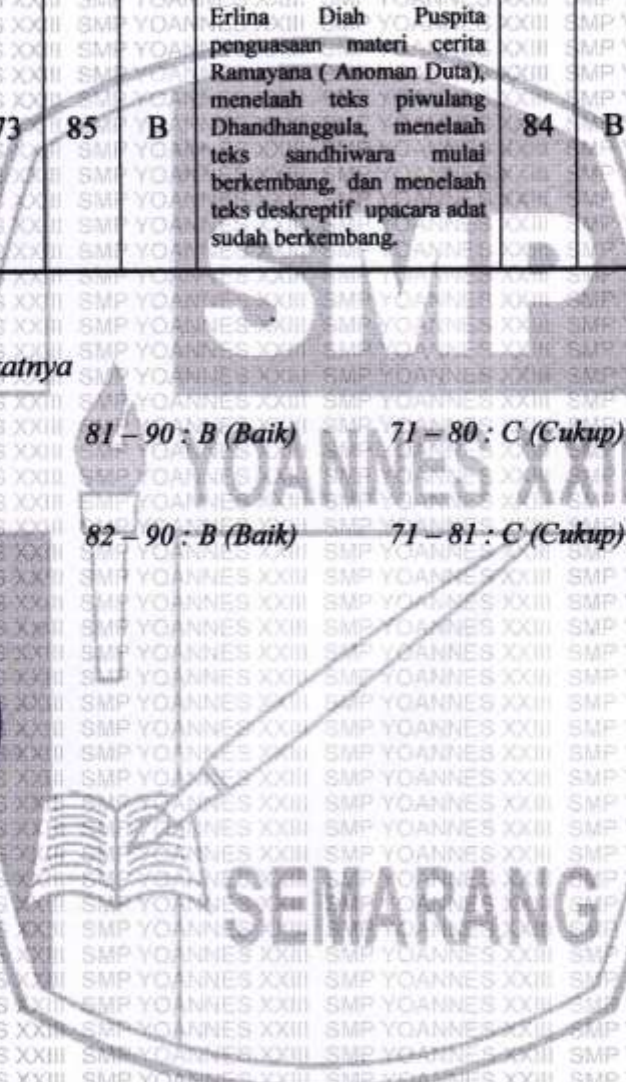 Erlina Diah Puspita
penguasaan materi cerita
Ramayana ( Anoman Duta),
menelaah teks piwulang
73 85 B Dhandhanggula, menelaah 84 B
teks sandhiwara mulai
berkembang, dan menelaah
teks deskreptif upacara adat
sudah berkembang.
SMP
81 – 90 : B (Baik) 71 – 80 : C (Cukup)
YOANNES XXIII
82 – 90 : B (Baik) 71 – 81 : C (Cukup)
SEMARANG